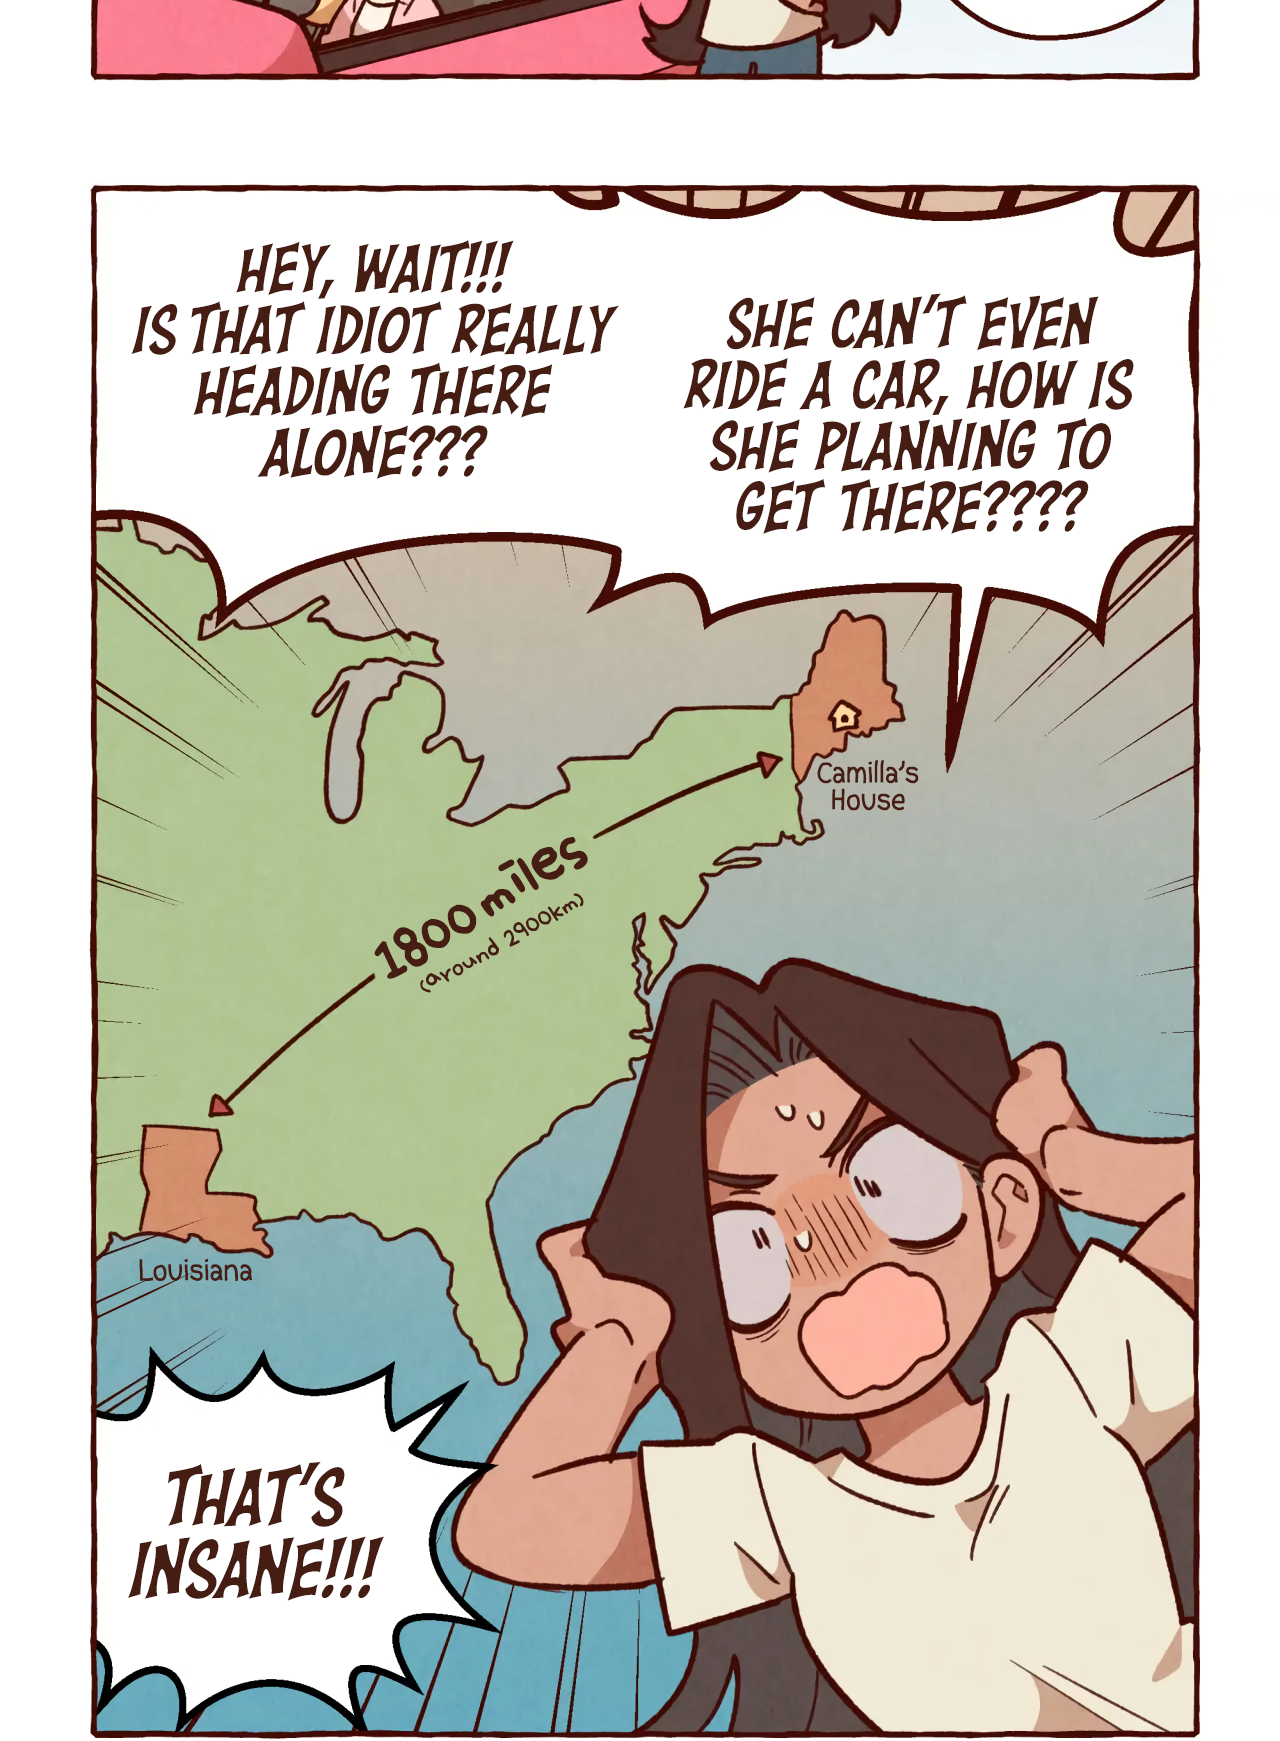 HEY, WAIT!!!
IS THAT IDIOT REALLY
HEADING THERE
ALONE???
SHE CAN'T EVEN
RIDE A CAR, HOW IS
SHE PLANNING TO
GET THERE????
Camilla's
House
1800 miles
(around 2900km)
Louisiana
THAT'S
INSANE!!!